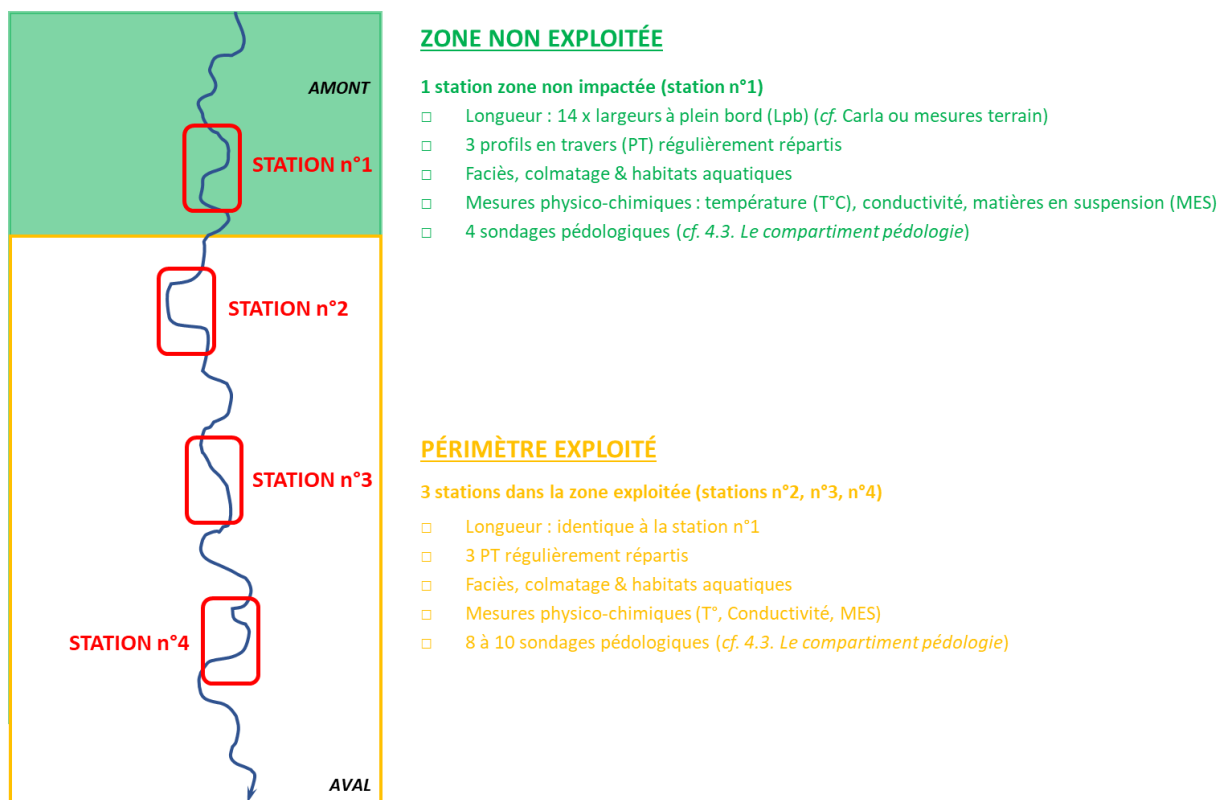 AMONT
STATION n°1
STATION n°2
STATION n°3
STATION n°4
AVAL
ZONE NON EXPLOITÉE
1 station zone non impactée (station n°1)
□ Longueur : 14 x largeurs à plein bord (Lpb) (cf. Carla ou mesures terrain)
□ 3 profils en travers (PT) régulièrement répartis
□ Faciès, colmatage & habitats aquatiques
□ Mesures physico-chimiques : température (T°C), conductivité, matières en suspension (MES)
□ 4 sondages pédologiques (cf. 4.3. Le compartiment pédologie)
PÉRIMÈTRE EXPLOITÉ
3 stations dans la zone exploitée (stations n°2, n°3, n°4)
□ Longueur : identique à la station n°1
□ 3 PT régulièrement répartis
□ Faciès, colmatage & habitats aquatiques
□ Mesures physico-chimiques (T°, Conductivité, MES)
□ 8 à 10 sondages pédologiques (cf. 4.3. Le compartiment pédologie)